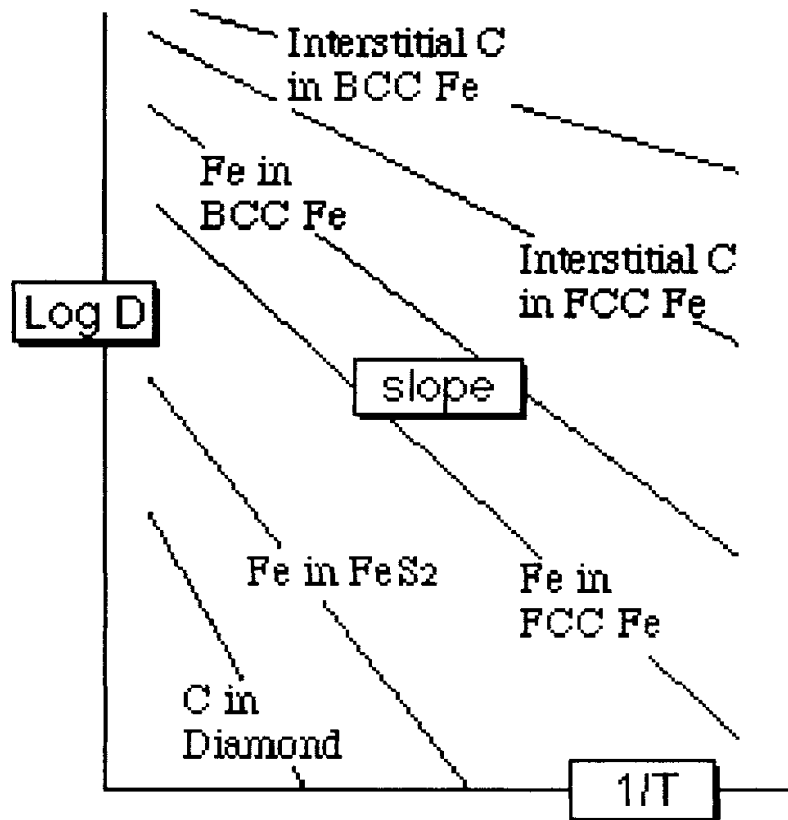 Interstitial C
in BCC Fe
Fe in
BCC Fe
Interstitial C
in FCC Fe
Log D
slope
Fe in FeS₂
Fe in
FCC Fe
C in
Diamond
1/T